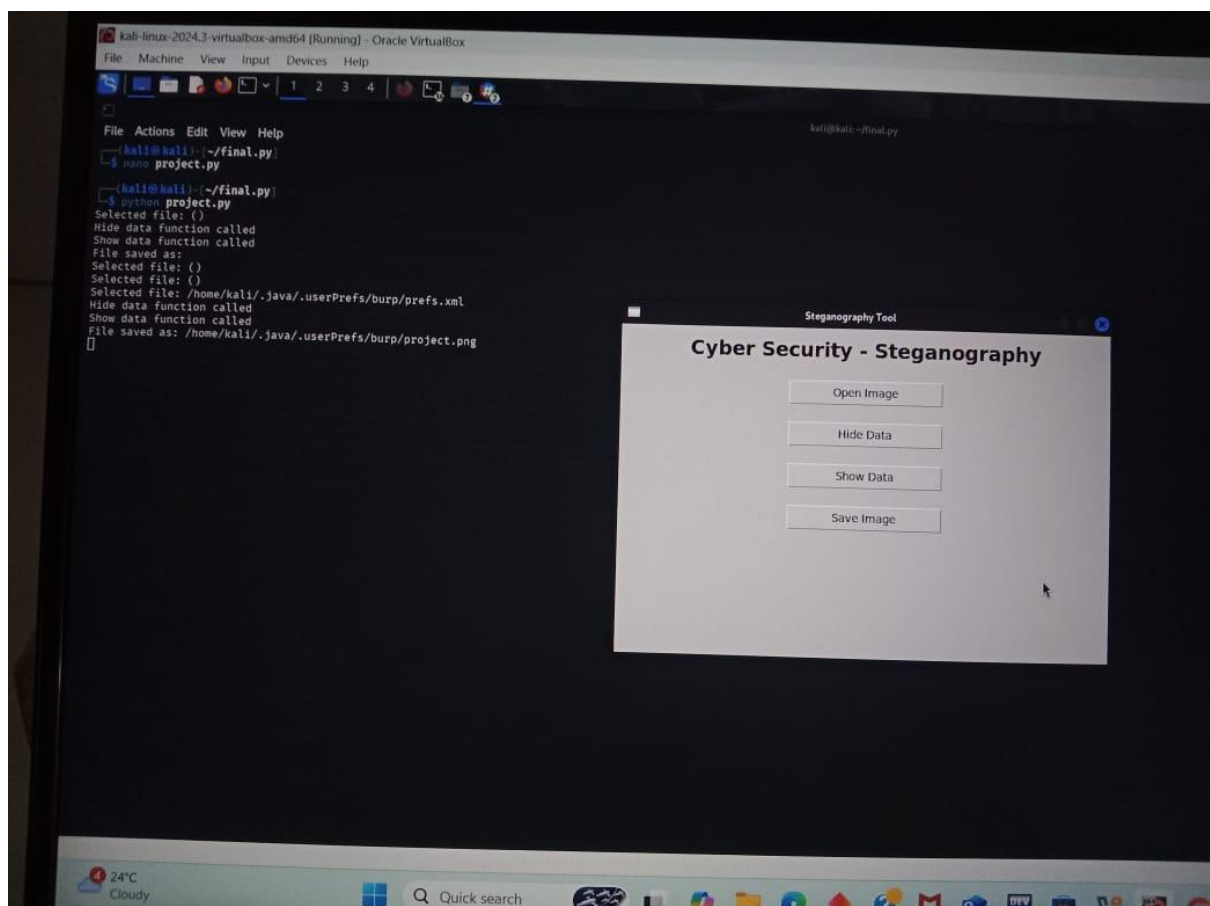 kali-linux-2024.3-virtualbox-amd64 [Running] - Oracle VirtualBox
File Machine View Input Devices Help
1 2 3 4
kali@kali: ~/final.py
File Actions Edit View Help
(kali㉿kali)-[~/final.py]
$ nano project.py
(kali㉿kali)-[~/final.py]
$ python project.py
Selected file: ()
Hide data function called
Show data function called
File saved as:
Selected file: ()
Selected file: ()
Selected file: /home/kali/.java/.userPrefs/burp/prefs.xml
Hide data function called
Show data function called
File saved as: /home/kali/.java/.userPrefs/burp/project.png
Steganography Tool
Cyber Security - Steganography
Open Image
Hide Data
Show Data
Save Image
4
24°C
Cloudy
Quick search